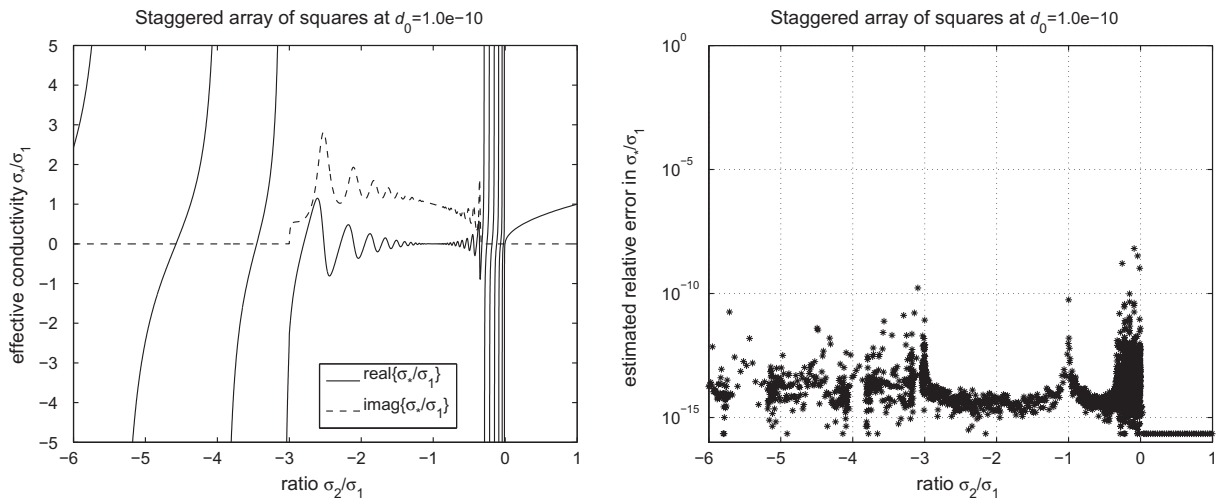 Staggered array of squares at d₀=1.0e−10
effective conductivity σ*/σ₁
5
4
3
2
1
0
−1
−2
−3
−4
−5
real{σ*/σ₁}
imag{σ*/σ₁}
−6 −5 −4 −3 −2 −1 0 1
ratio σ₂/σ₁
Staggered array of squares at d₀=1.0e−10
estimated relative error in σ*/σ₁
10⁰
10⁻⁵
10⁻¹⁰
10⁻¹⁵
−6 −5 −4 −3 −2 −1 0 1
ratio σ₂/σ₁